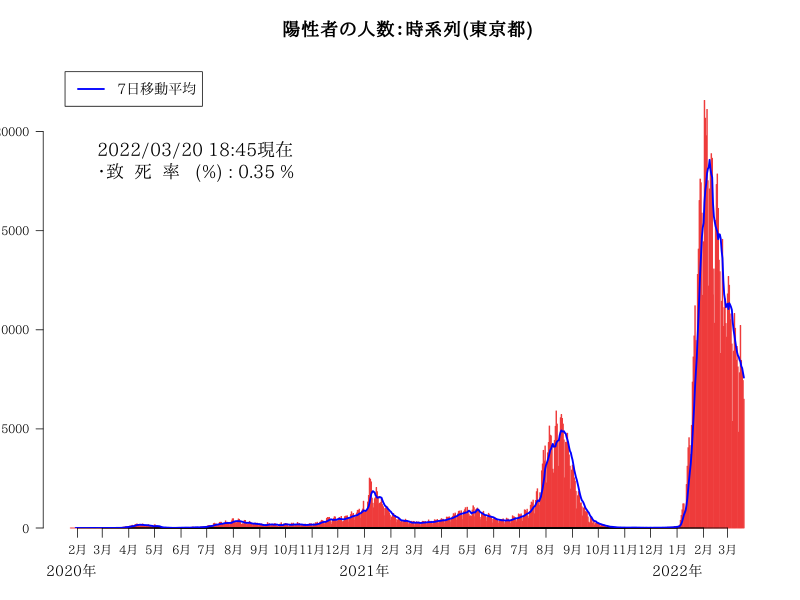 陽性者の人数:時系列(東京都)
7日移動平均
20000
2022/03/20 18:45現在
・致 死 率 (%) : 0.35 %
5000
0000
5000
0
2月 3月 4月 5月 6月 7月 8月 9月 10月 11月 12月 1月 2月 3月 4月 5月 6月 7月 8月 9月 10月 11月 12月 1月 2月 3月
2020年 2021年 2022年